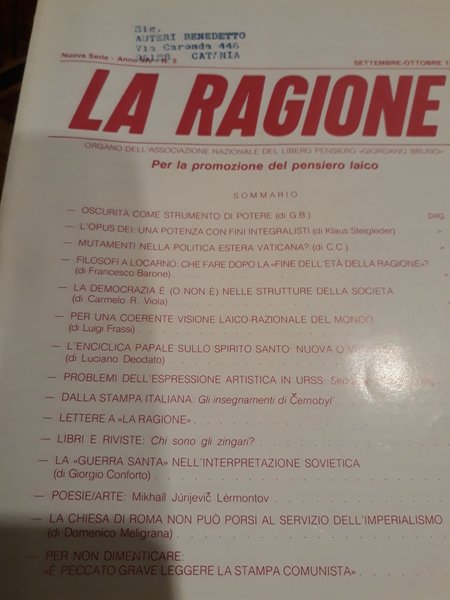 Sig.
AUTERI BENEDETTO
Via Caronda 446
CATANIA
Nuova Serie - Anno XIV - N. 5
SETTEMBRE-OTTOBRE 1
LA RAGIONE
ORGANO DELL'ASSOCIAZIONE NAZIONALE DEL LIBERO PENSIERO «GIORDANO BRUNO»
Per la promozione del pensiero laico
SOMMARIO
— OSCURITÀ COME STRUMENTO DI POTERE (di G.B.) pag.
— L'OPUS DEI: UNA POTENZA CON FINI INTEGRALISTI (di Klaus Steigleder) »
— MUTAMENTI NELLA POLITICA ESTERA VATICANA? (di C.C.) »
— FILOSOFI A LOCARNO: CHE FARE DOPO LA «FINE DELL'ETÀ DELLA RAGIONE»?
(di Francesco Barone)
— LA DEMOCRAZIA È (O NON È) NELLE STRUTTURE DELLA SOCIETÀ
(di Carmelo R. Viola)
— PER UNA COERENTE VISIONE LAICO-RAZIONALE DEL MONDO
(di Luigi Frassi)
— L'ENCICLICA PAPALE SULLO SPIRITO SANTO: NUOVA O
(di Luciano Deodato)
— PROBLEMI DELL'ESPRESSIONE ARTISTICA IN URSS:
— DALLA STAMPA ITALIANA: Gli insegnamenti di Černobyl'
— LETTERE A «LA RAGIONE»
— LIBRI E RIVISTE: Chi sono gli zingari?
— LA «GUERRA SANTA» NELL'INTERPRETAZIONE SOVIETICA
(di Giorgio Conforto)
— POESIE/ARTE: Mikhaíl Júrijevič Lèrmontov
— LA CHIESA DI ROMA NON PUÒ PORSI AL SERVIZIO DELL'IMPERIALISMO
(di Domenico Meligrana)
— PER NON DIMENTICARE:
«È PECCATO GRAVE LEGGERE LA STAMPA COMUNISTA»